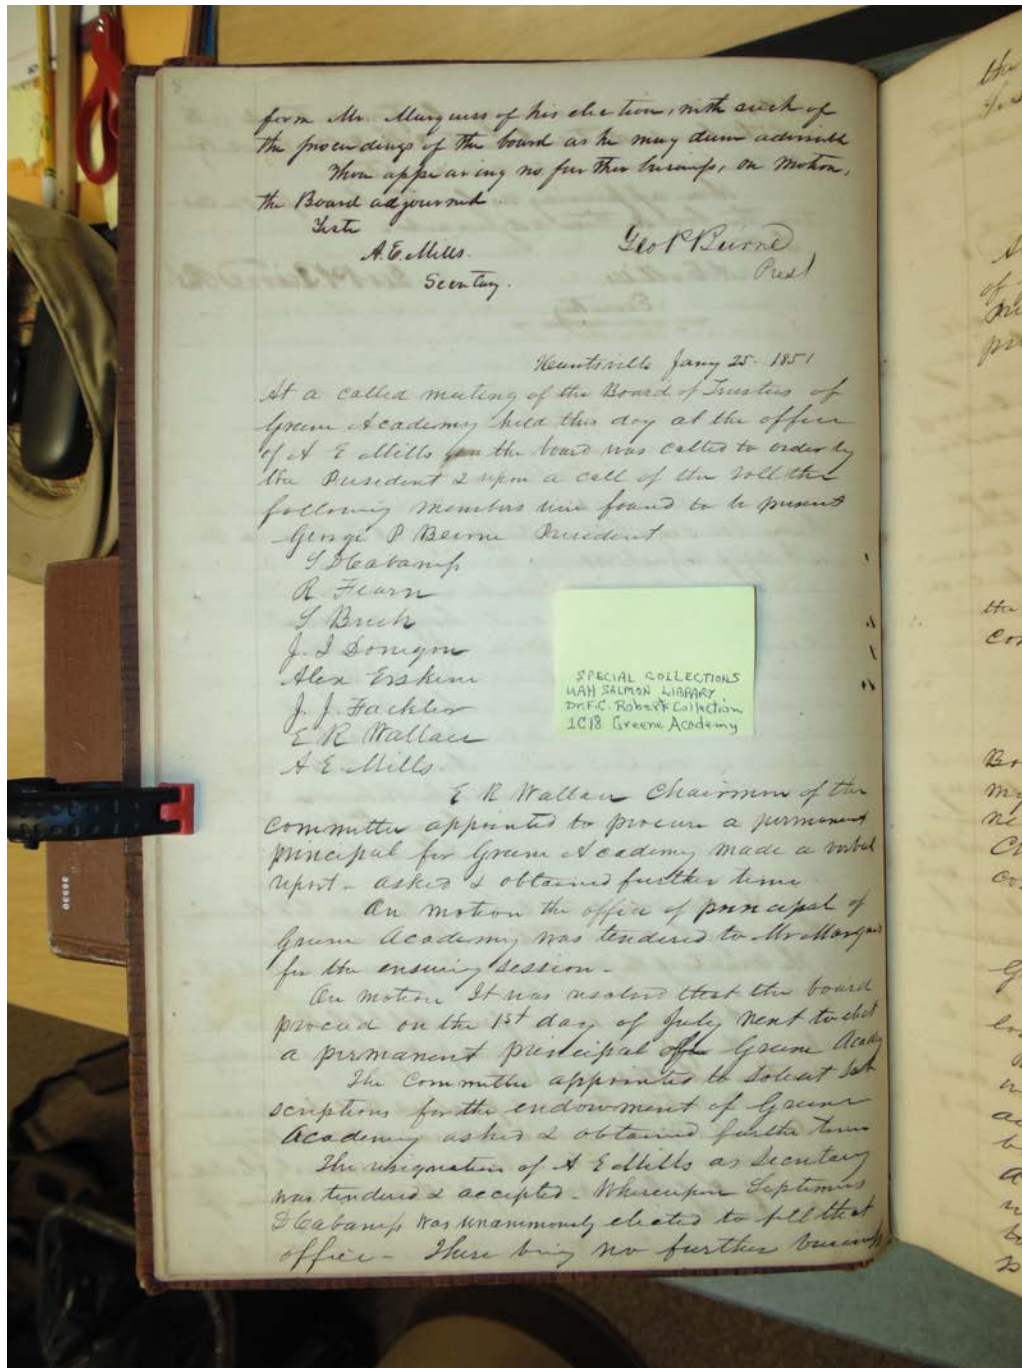 8
form Mr. Marquess of his election, with such of
the proceedings of the board as he may deem advisable
There appearing no further business, on motion,
the Board adjourned.
Teste
A. E. Mills.
Secretary.
Geo P Beirne
Prest
Huntsville Jany 25. 1851
At a called meeting of the Board of Trustees of
Greene Academy held this day at the office
of A E Mills the board was called to order by
the President & upon a call of the roll the
following members were found to be present
George P Beirne President
S D Cabaniss
R. Fearn
S. Bush
J. I Donegan
Alex Erskine
J. J. Fackler
E R Wallace
A E. Mills.
SPECIAL COLLECTIONS
UAH SALMON LIBRARY
Dr. F.C. Robert Collection
1C18 Greene Academy
E R Wallace Chairman of the
committee appointed to procure a permanent
principal for Greene Academy made a verbal
report - asked & obtained further time
On motion the office of principal of
Greene Academy was tendered to Mr Marquess
for the ensuing session -
On motion It was resolved that the board
proceed on the 1st day of July next to elect
a permanent principal of Greene Academy
The committee appointed to solicit sub
scriptions for the endowment of Greene
Academy asked & obtained further time
The resignation of A E Mills as Secretary
was tendered & accepted - Whereupon Septimus
D Cabaniss was unanimously elected to fill that
office - There being no further business